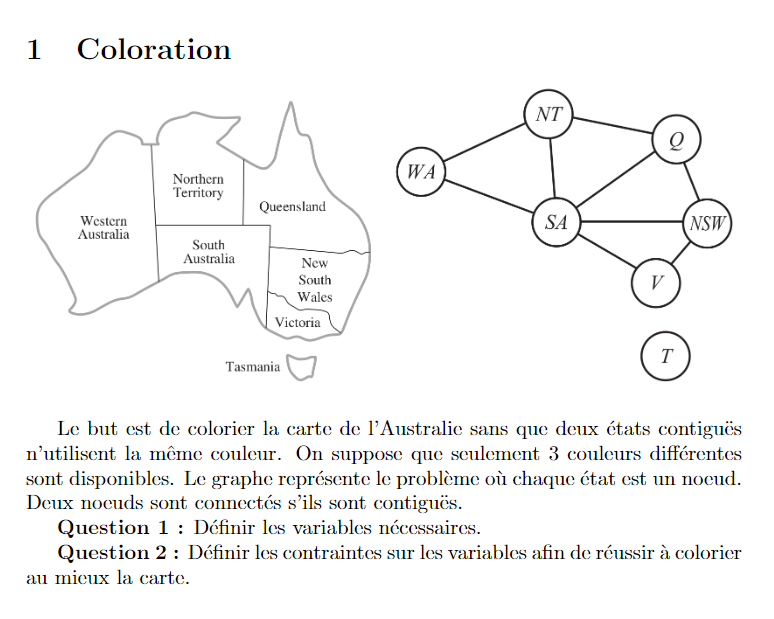 1 Coloration
Northern
Territory
Western
Australia
Queensland
South
Australia
New
South
Wales
Victoria
Tasmania
NT
Q
WA
SA
NSW
V
T
Le but est de colorier la carte de l'Australie sans que deux états contiguës
n'utilisent la même couleur. On suppose que seulement 3 couleurs différentes
sont disponibles. Le graphe représente le problème où chaque état est un noeud.
Deux noeuds sont connectés s'ils sont contiguës.
Question 1 : Définir les variables nécessaires.
Question 2 : Définir les contraintes sur les variables afin de réussir à colorier
au mieux la carte.